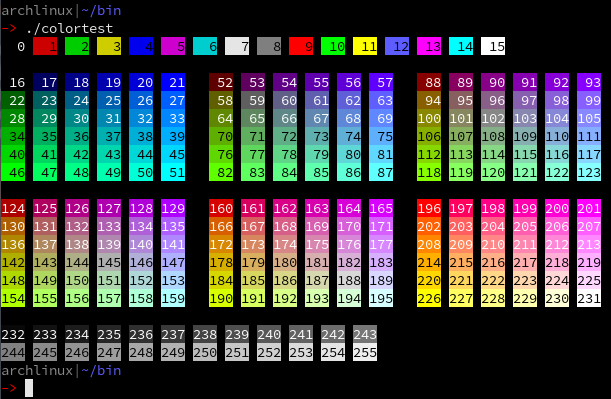 archlinux|~/bin
-> ./colortest
0 1 2 3 4 5 6 7 8 9 10 11 12 13 14 15
16 17 18 19 20 21 52 53 54 55 56 57 88 89 90 91 92 93
22 23 24 25 26 27 58 59 60 61 62 63 94 95 96 97 98 99
28 29 30 31 32 33 64 65 66 67 68 69 100 101 102 103 104 105
34 35 36 37 38 39 70 71 72 73 74 75 106 107 108 109 110 111
40 41 42 43 44 45 76 77 78 79 80 81 112 113 114 115 116 117
46 47 48 49 50 51 82 83 84 85 86 87 118 119 120 121 122 123
124 125 126 127 128 129 160 161 162 163 164 165 196 197 198 199 200 201
130 131 132 133 134 135 166 167 168 169 170 171 202 203 204 205 206 207
136 137 138 139 140 141 172 173 174 175 176 177 208 209 210 211 212 213
142 143 144 145 146 147 178 179 180 181 182 183 214 215 216 217 218 219
148 149 150 151 152 153 184 185 186 187 188 189 220 221 222 223 224 225
154 155 156 157 158 159 190 191 192 193 194 195 226 227 228 229 230 231
232 233 234 235 236 237 238 239 240 241 242 243
244 245 246 247 248 249 250 251 252 253 254 255
archlinux|~/bin
->